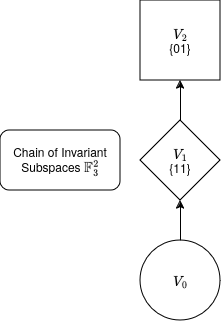 V₂
{01}
Chain of Invariant
Subspaces 𝔽₃²
V₁
{11}
V₀